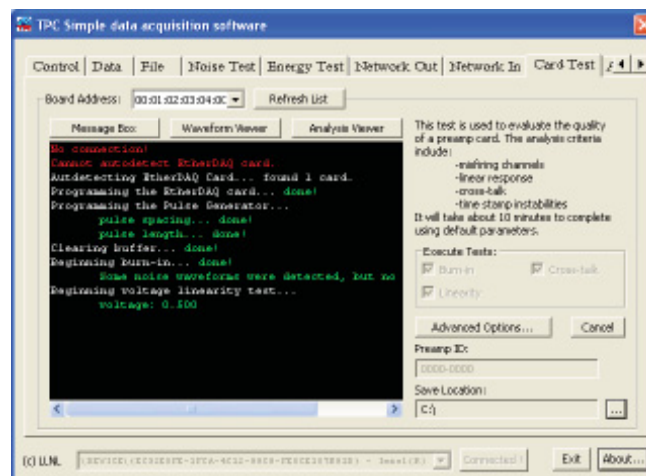 TPC Simple data acquisition software
Control Data File Noise Test Energy Test Network Out Network In Card Test
Board Address: 00:01:02:03:04:0C Refresh List
Message Box Waveform Viewer Analysis Viewer
No connection!
Cannot autodetect EtherDAQ card.
Autodetecting EtherDAQ Card... found 1 card.
Programming the EtherDAQ card... done!
Programming the Pulse Generator...
pulse spacing... done!
pulse length... done!
Clearing buffer... done!
Beginning burn-in... done!
Some noise waveforms were detected, but no
Beginning voltage linearity test...
voltage: 0.500
This test is used to evaluate the quality
of a preamp card. The analysis criteria
include:
-misfiring channels
-linear response
-cross-talk
-time stamp instabilities
It will take about 10 minutes to complete
using default parameters.
Execute Tests:
Burn-in Cross-talk
Linearity
Advanced Options... Cancel
Preamp ID:
0000-0000
Save Location:
C:\ ...
(c) LLNL Connected! Exit About...